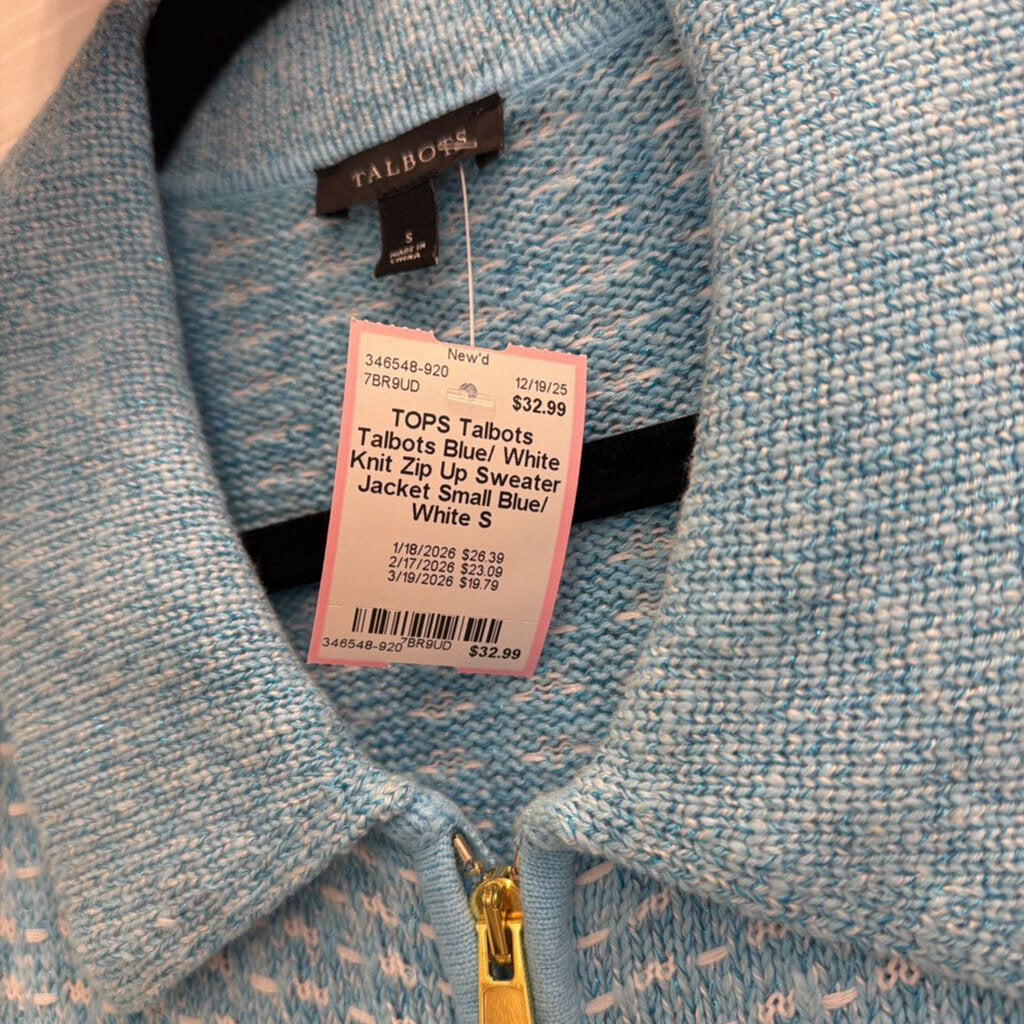 TALBOTS
S
MADE IN
CHINA
New'd
346548-920
7BR9UD
12/19/25
$32.99
TOPS Talbots
Talbots Blue/ White
Knit Zip Up Sweater
Jacket Small Blue/
White S
1/18/2026 $26.39
2/17/2026 $23.09
3/19/2026 $19.79
346548-920 7BR9UD $32.99